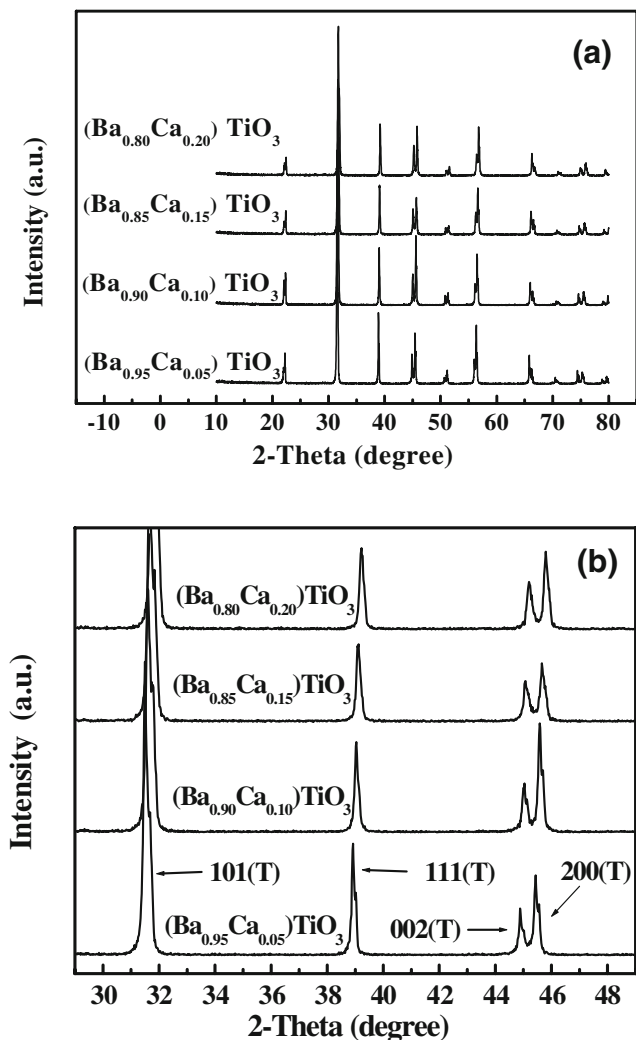 (a)
(Ba0.80Ca0.20) TiO3
(Ba0.85Ca0.15) TiO3
(Ba0.90Ca0.10) TiO3
(Ba0.95Ca0.05) TiO3
Intensity (a.u.)
-10 0 10 20 30 40 50 60 70 80
2-Theta (degree)
(b)
(Ba0.80Ca0.20)TiO3
(Ba0.85Ca0.15)TiO3
(Ba0.90Ca0.10)TiO3
101(T) 111(T) 200(T)
002(T)
(Ba0.95Ca0.05)TiO3
Intensity (a.u.)
30 32 34 36 38 40 42 44 46 48
2-Theta (degree)